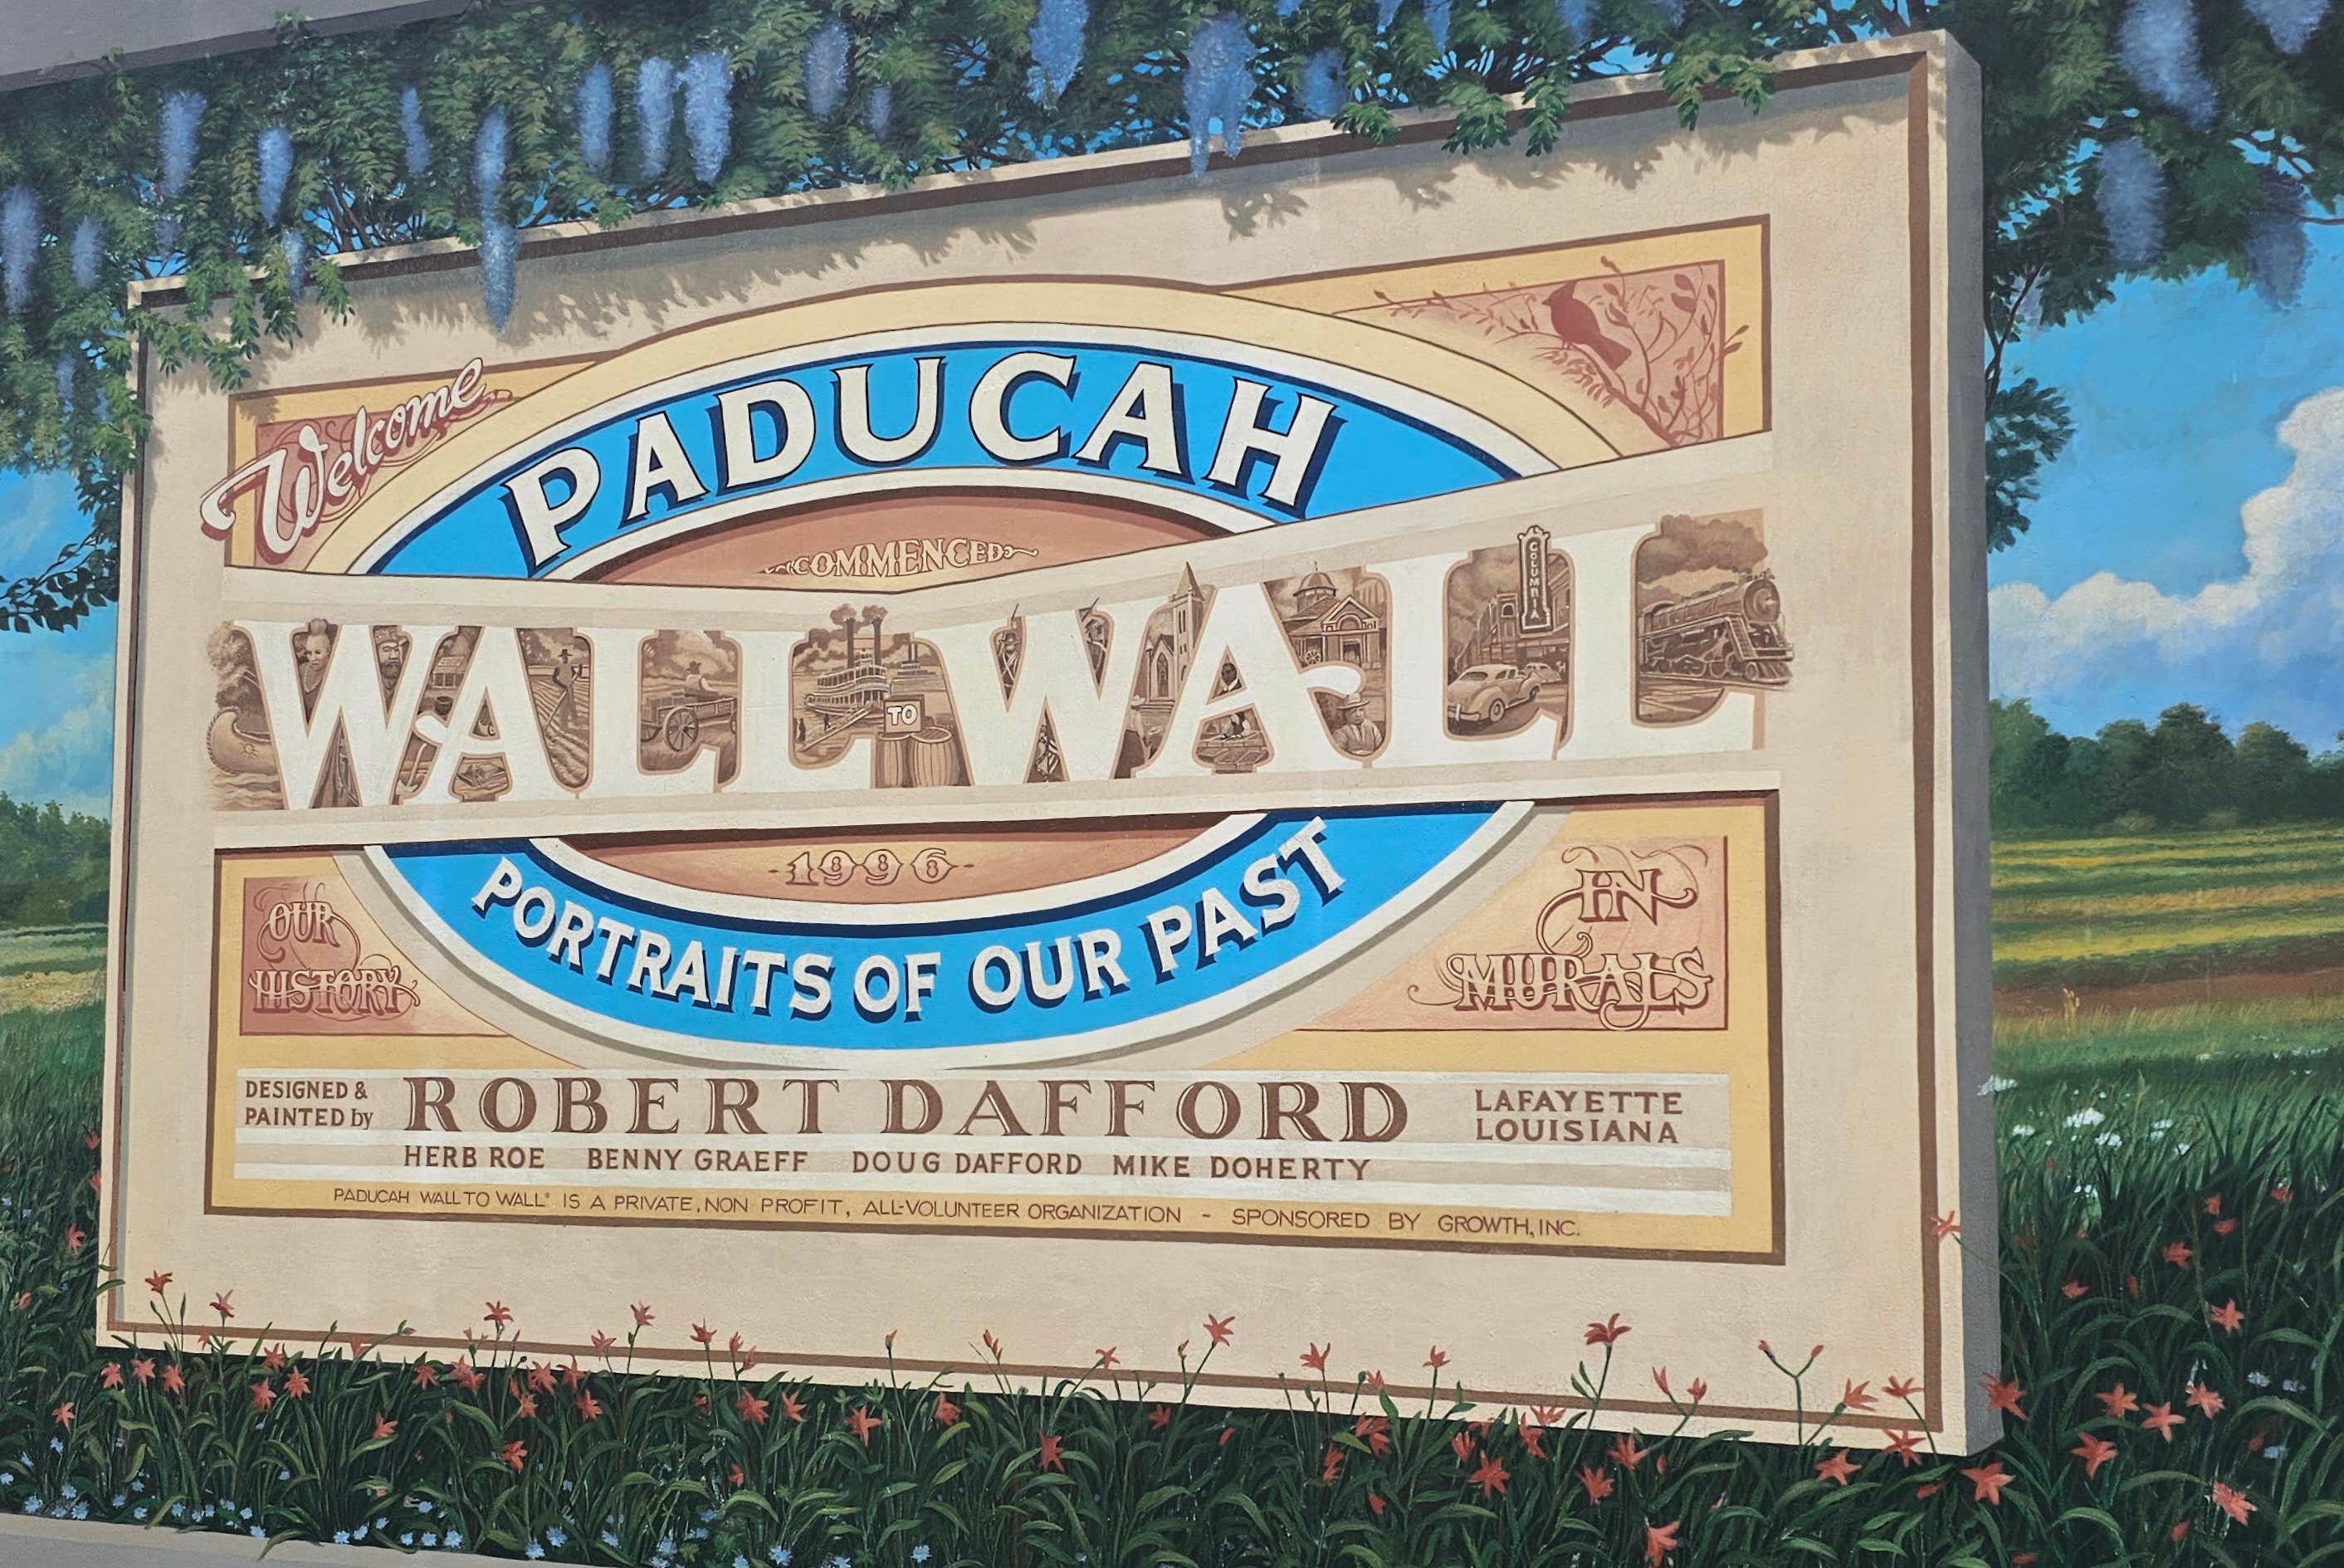 Welcome
PADUCAH
COMMENCED
COLUMBIA
WALL TO WALL
1996
PORTRAITS OF OUR PAST
OUR
HISTORY
IN
MURALS
DESIGNED &
PAINTED by
ROBERT DAFFORD
LAFAYETTE
LOUISIANA
HERB ROE BENNY GRAEFF DOUG DAFFORD MIKE DOHERTY
PADUCAH WALL TO WALL® IS A PRIVATE, NON PROFIT, ALL-VOLUNTEER ORGANIZATION - SPONSORED BY GROWTH, INC.